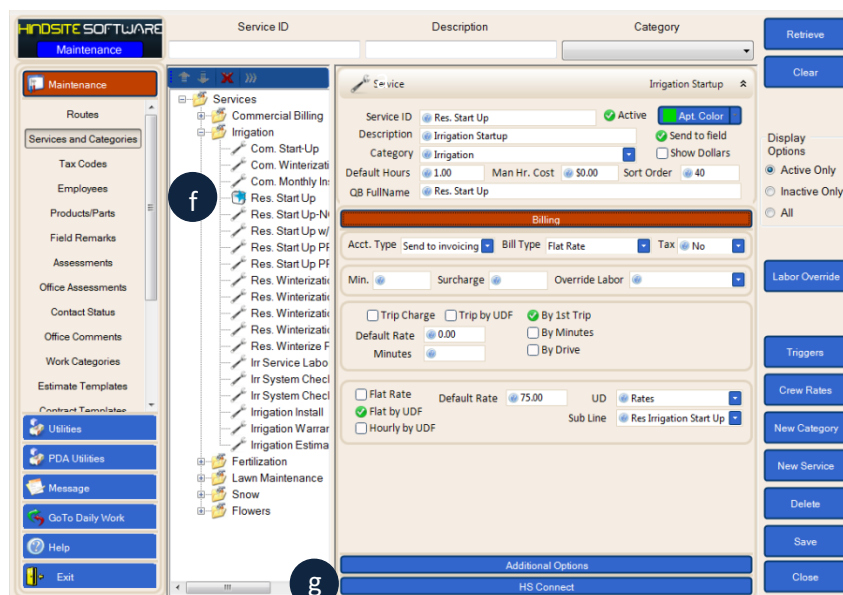 HINDSITE SOFTWARE
Maintenance
Service ID
Description
Category
Retrieve
Clear
Display
Options
Active Only
Inactive Only
All
Labor Override
Triggers
Crew Rates
New Category
New Service
Delete
Save
Close
Maintenance
Routes
Services and Categories
Tax Codes
Employees
Products/Parts
Field Remarks
Assessments
Office Assessments
Contact Status
Office Comments
Work Categories
Estimate Templates
Contract Templates
Utilities
PDA Utilities
Message
GoTo Daily Work
Help
Exit
Services
Commercial Billing
Irrigation
Com. Start-Up
Com. Winterizati
Com. Monthly In
f
Res. Start Up
Res. Start Up-N
Res. Start Up w/
Res. Start Up PF
Res. Start Up PF
Res. Winterizatio
Res. Winterizatio
Res. Winterizatio
Res. Winterize F
Irr Service Labo
Irr System Checl
Irr System Checl
Irrigation Install
Irrigation Warrar
Irrigation Estima
Fertilization
Lawn Maintenance
Snow
Flowers
g
Service Irrigation Startup
Service ID Res. Start Up Active Apt. Color
Description Irrigation Startup Send to field
Category Irrigation Show Dollars
Default Hours 1.00 Man Hr. Cost $0.00 Sort Order 40
QB FullName Res. Start Up
Billing
Acct. Type Send to invoicing Bill Type Flat Rate Tax No
Min. Surcharge Override Labor
Trip Charge Trip by UDF By 1st Trip
Default Rate 0.00 By Minutes
Minutes By Drive
Flat Rate Default Rate 75.00 UD Rates
Flat by UDF Sub Line Res Irrigation Start Up
Hourly by UDF
Additional Options
HS Connect